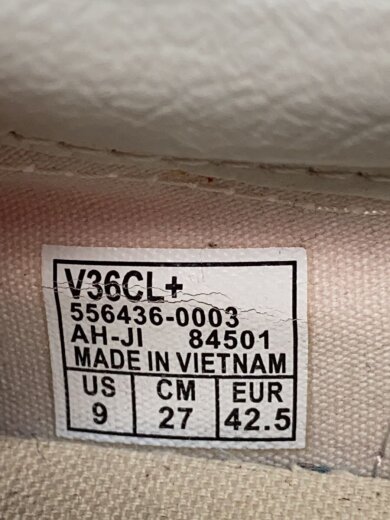 V36CL+
556436-0003
AH-JI 84501
MADE IN VIETNAM
US CM EUR
9 27 42.5